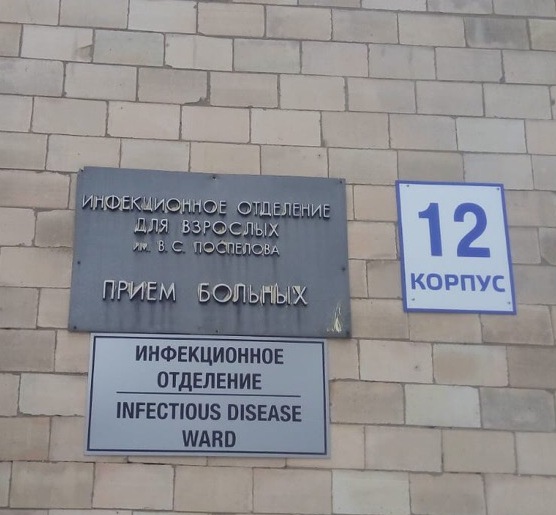 ИНФЕКЦИОННОЕ ОТДЕЛЕНИЕ
ДЛЯ ВЗРОСЛЫХ
им. В. С. ПОСПЕЛОВА
ПРИЕМ БОЛЬНЫХ
12
КОРПУС
ИНФЕКЦИОННОЕ
ОТДЕЛЕНИЕ
INFECTIOUS DISEASE
WARD